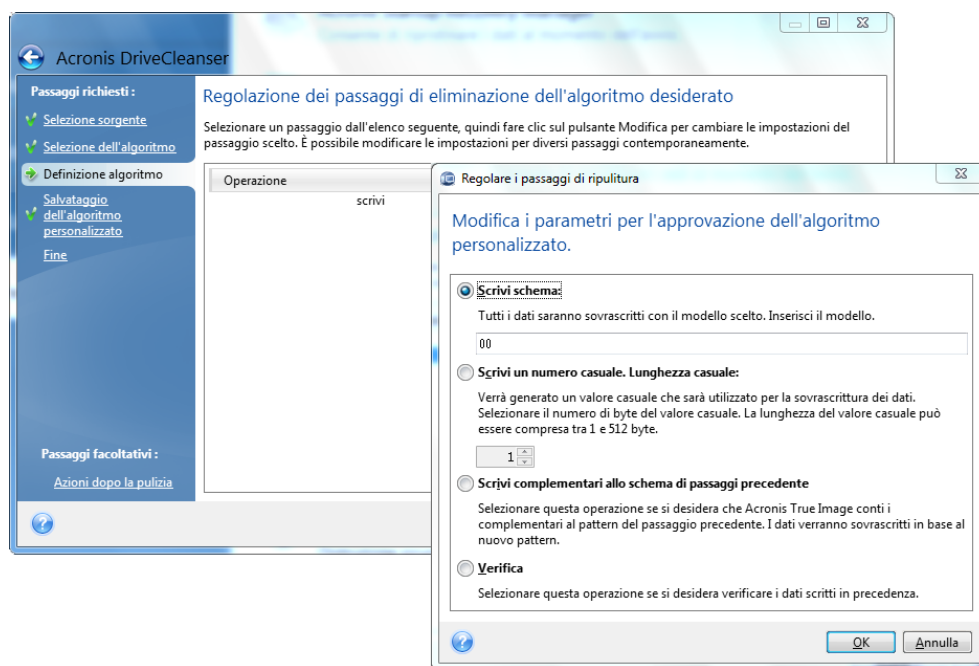 Acronis Startup Recovery Manager
Acronis DriveCleanser
Passaggi richiesti :
Selezione sorgente
Selezione dell'algoritmo
Definizione algoritmo
Salvataggio
dell'algoritmo
personalizzato
Fine
Passaggi facoltativi :
Azioni dopo la pulizia
Regolazione dei passaggi di eliminazione dell'algoritmo desiderato
Selezionare un passaggio dall'elenco seguente, quindi fare clic sul pulsante Modifica per cambiare le impostazioni del
passaggio scelto. È possibile modificare le impostazioni per diversi passaggi contemporaneamente.
Operazione
scrivi
Regolare i passaggi di ripulitura
Modifica i parametri per l'approvazione dell'algoritmo
personalizzato.
Scrivi schema:
Tutti i dati saranno sovrascritti con il modello scelto. Inserisci il modello.
00
Scrivi un numero casuale. Lunghezza casuale:
Verrà generato un valore casuale che sarà utilizzato per la sovrascrittura dei dati.
Selezionare il numero di byte del valore casuale. La lunghezza del valore casuale può
essere compresa tra 1 e 512 byte.
1
Scrivi complementari allo schema di passaggi precedente
Selezionare questa operazione se si desidera che Acronis True Image conti i
complementari al pattern del passaggio precedente. I dati verranno sovrascritti in base al
nuovo pattern.
Verifica
Selezionare questa operazione se si desidera verificare i dati scritti in precedenza.
OK
Annulla